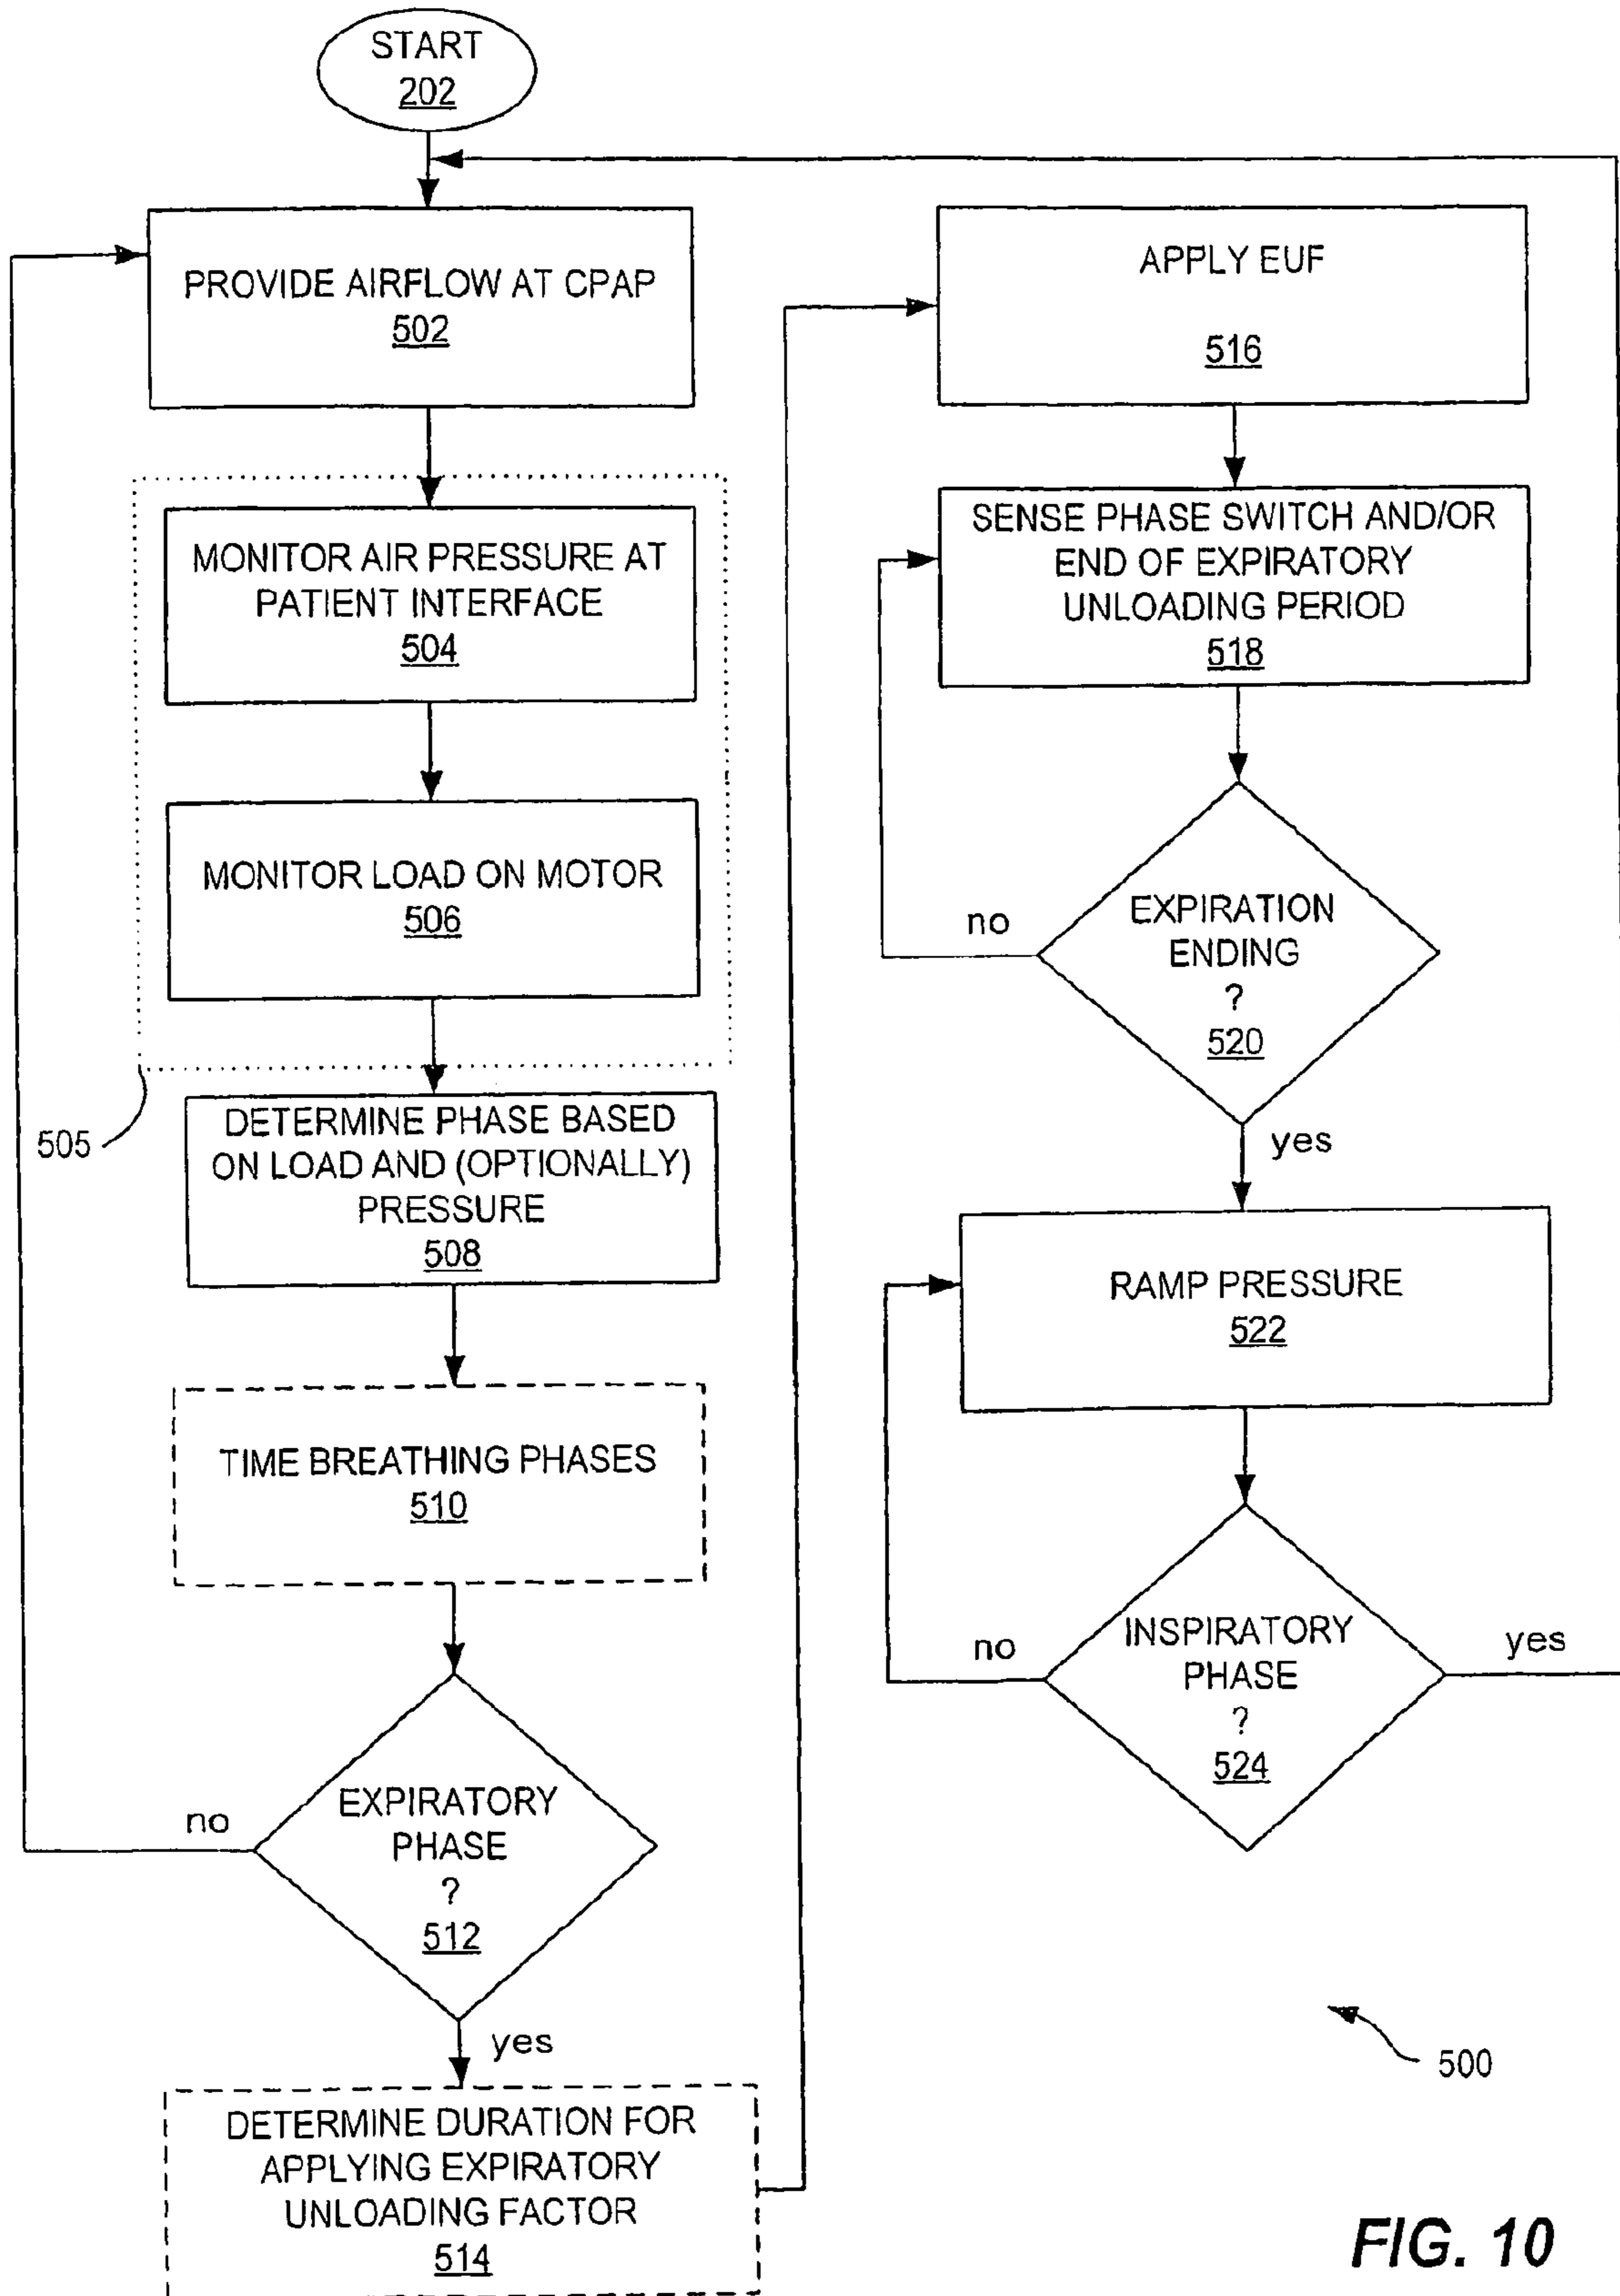 START
202
PROVIDE AIRFLOW AT CPAP
502
MONITOR AIR PRESSURE AT
PATIENT INTERFACE
504
MONITOR LOAD ON MOTOR
506
505
DETERMINE PHASE BASED
ON LOAD AND (OPTIONALLY)
PRESSURE
508
TIME BREATHING PHASES
510
no
EXPIRATORY
PHASE
?
512
yes
DETERMINE DURATION FOR
APPLYING EXPIRATORY
UNLOADING FACTOR
514
APPLY EUF
516
SENSE PHASE SWITCH AND/OR
END OF EXPIRATORY
UNLOADING PERIOD
518
no
EXPIRATION
ENDING
?
520
yes
RAMP PRESSURE
522
no
INSPIRATORY
PHASE
?
524
yes
500
FIG. 10